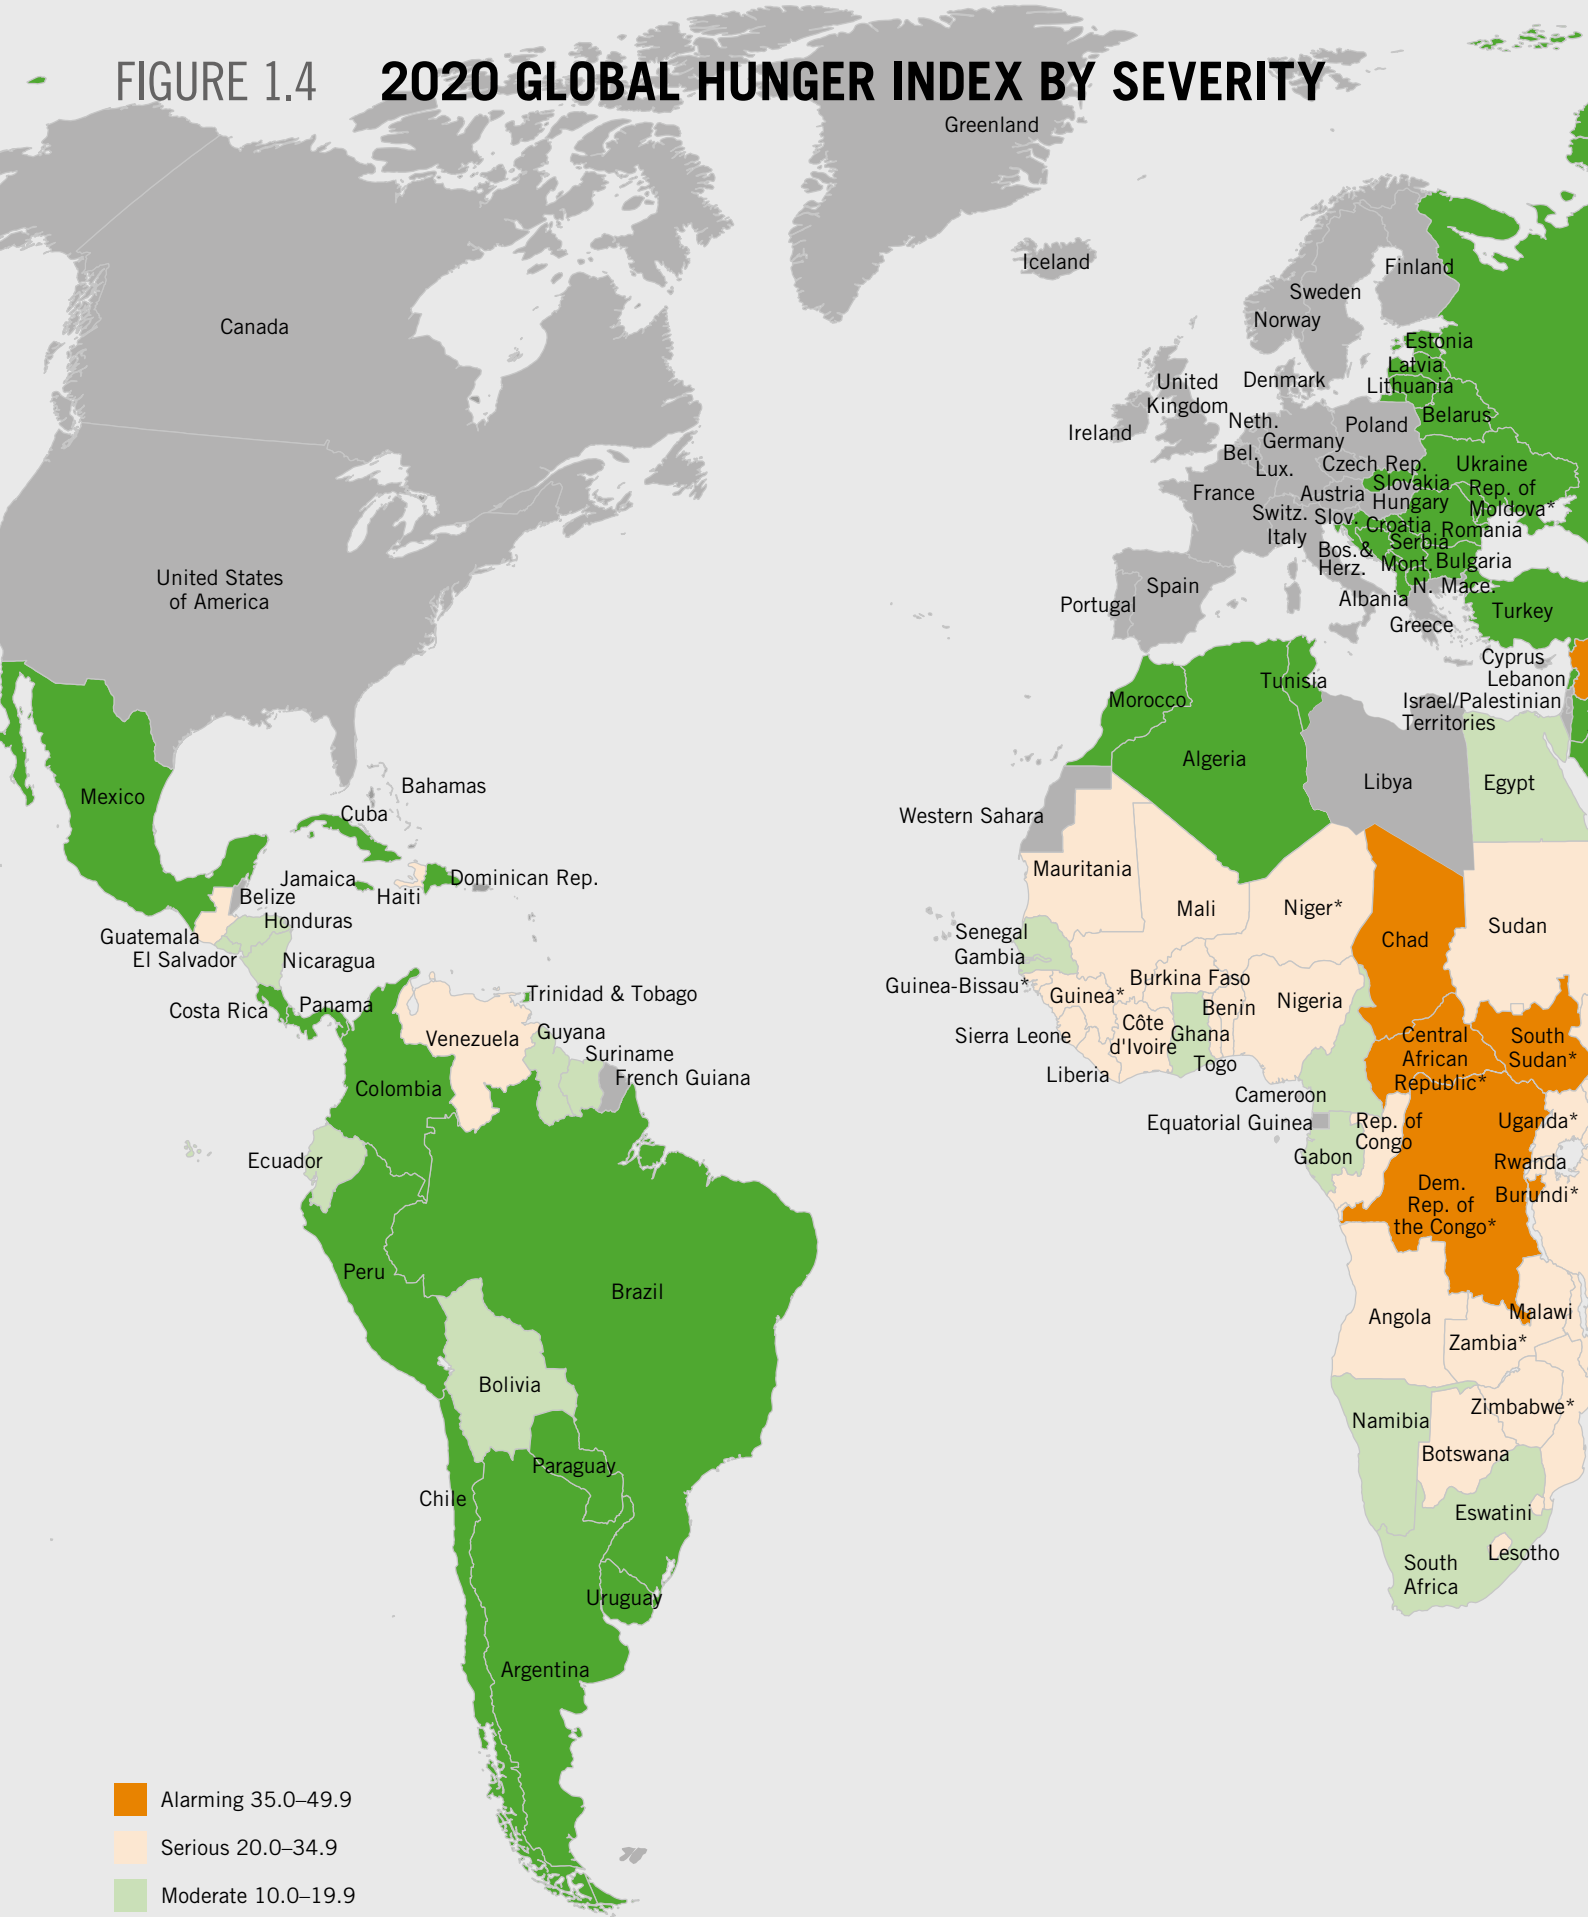 FIGURE 1.4 2020 GLOBAL HUNGER INDEX BY SEVERITY
Greenland
Iceland
Finland
Sweden
Norway
Canada
Estonia
Latvia
Lithuania
United
Kingdom
Denmark
Belarus
Ireland
Neth.
Poland
Germany
Bel.
Lux.
Czech Rep.
Ukraine
Slovakia
France
Austria
Hungary
Rep. of
Moldova*
Switz.
Slov.
Croatia
Romania
Italy
Serbia
Bos.&
Herz.
Mont.
Bulgaria
United States
of America
Spain
N. Mace.
Portugal
Albania
Turkey
Greece
Cyprus
Lebanon
Israel/Palestinian
Territories
Tunisia
Morocco
Algeria
Libya
Egypt
Mexico
Bahamas
Cuba
Western Sahara
Mauritania
Jamaica
Haiti
Dominican Rep.
Belize
Honduras
Guatemala
El Salvador
Nicaragua
Mali
Niger*
Chad
Sudan
Senegal
Gambia
Guinea-Bissau*
Guinea*
Burkina Faso
Benin
Nigeria
Costa Rica
Panama
Trinidad & Tobago
Venezuela
Guyana
Suriname
French Guiana
Sierra Leone
Côte
d'Ivoire
Ghana
Togo
Liberia
Central
African
Republic*
South
Sudan*
Colombia
Cameroon
Equatorial Guinea
Rep. of
Congo
Uganda*
Ecuador
Gabon
Rwanda
Dem.
Rep. of
the Congo*
Burundi*
Peru
Brazil
Angola
Malawi
Zambia*
Bolivia
Namibia
Zimbabwe*
Botswana
Paraguay
Chile
Eswatini
Lesotho
South
Africa
Uruguay
Argentina
Alarming 35.0–49.9
Serious 20.0–34.9
Moderate 10.0–19.9